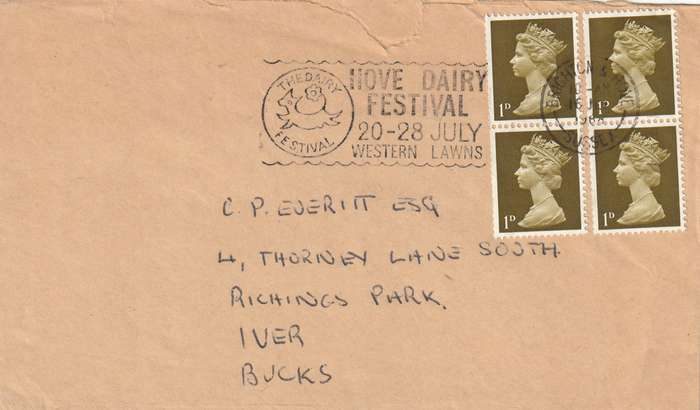 THE DAIRY
FESTIVAL
HOVE DAIRY
FESTIVAL
20-28 JULY
WESTERN LAWNS
1D
1D
1D
1D
SUSSEX
C. P. EVERITT ESQ
4, THORNEY LANE SOUTH.
RICHINGS PARK.
IVER
BUCKS